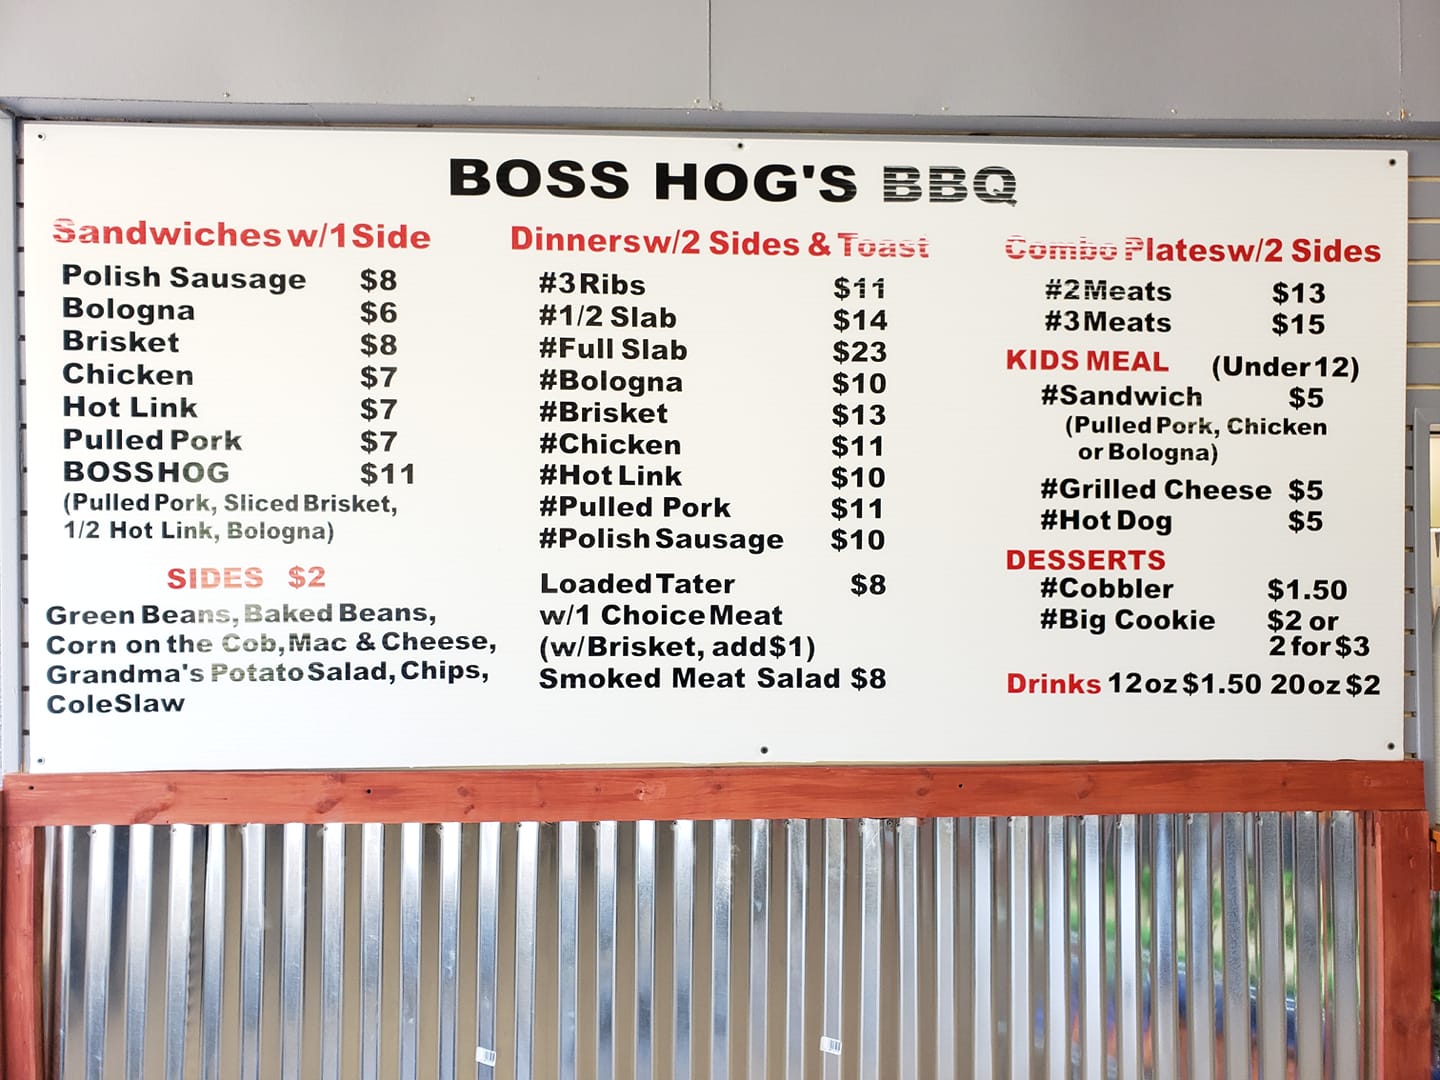 BOSS HOG'S BBQ
Sandwiches w/1 Side
Polish Sausage $8
Bologna $6
Brisket $8
Chicken $7
Hot Link $7
Pulled Pork $7
BOSSHOG $11
(Pulled Pork, Sliced Brisket,
1/2 Hot Link, Bologna)
SIDES $2
Green Beans, Baked Beans,
Corn on the Cob, Mac & Cheese,
Grandma's Potato Salad, Chips,
ColeSlaw
Dinners w/2 Sides & Toast
#3 Ribs $11
#1/2 Slab $14
#Full Slab $23
#Bologna $10
#Brisket $13
#Chicken $11
#Hot Link $10
#Pulled Pork $11
#Polish Sausage $10
Loaded Tater $8
w/1 Choice Meat
(w/Brisket, add $1)
Smoked Meat Salad $8
Combo Plates w/2 Sides
#2 Meats $13
#3 Meats $15
KIDS MEAL (Under 12)
#Sandwich $5
(Pulled Pork, Chicken
or Bologna)
#Grilled Cheese $5
#Hot Dog $5
DESSERTS
#Cobbler $1.50
#Big Cookie $2 or
2 for $3
Drinks 12oz $1.50 20oz $2